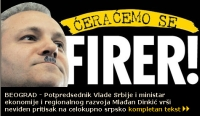 ĆERAĆEMO SE
FIRER!
BEOGRAD - Potpredsednik Vlade Srbije i ministar
ekonomije i regionalnog razvoja Mlađan Dinkić vrši
neviđen pritisak na celokupno srpsko kompletan tekst